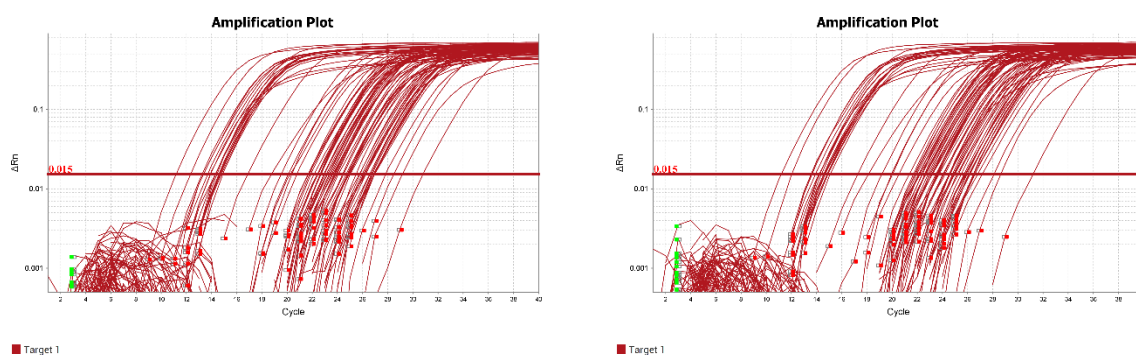 Amplification Plot
0.1
0.015
0.01
0.001
ΔRn
2 4 6 8 10 12 14 16 18 20 22 24 26 28 30 32 34 36 38 40
Cycle
Target 1
Amplification Plot
0.1
0.015
0.01
0.001
ΔRn
2 4 6 8 10 12 14 16 18 20 22 24 26 28 30 32 34 36 38
Cycle
Target 1